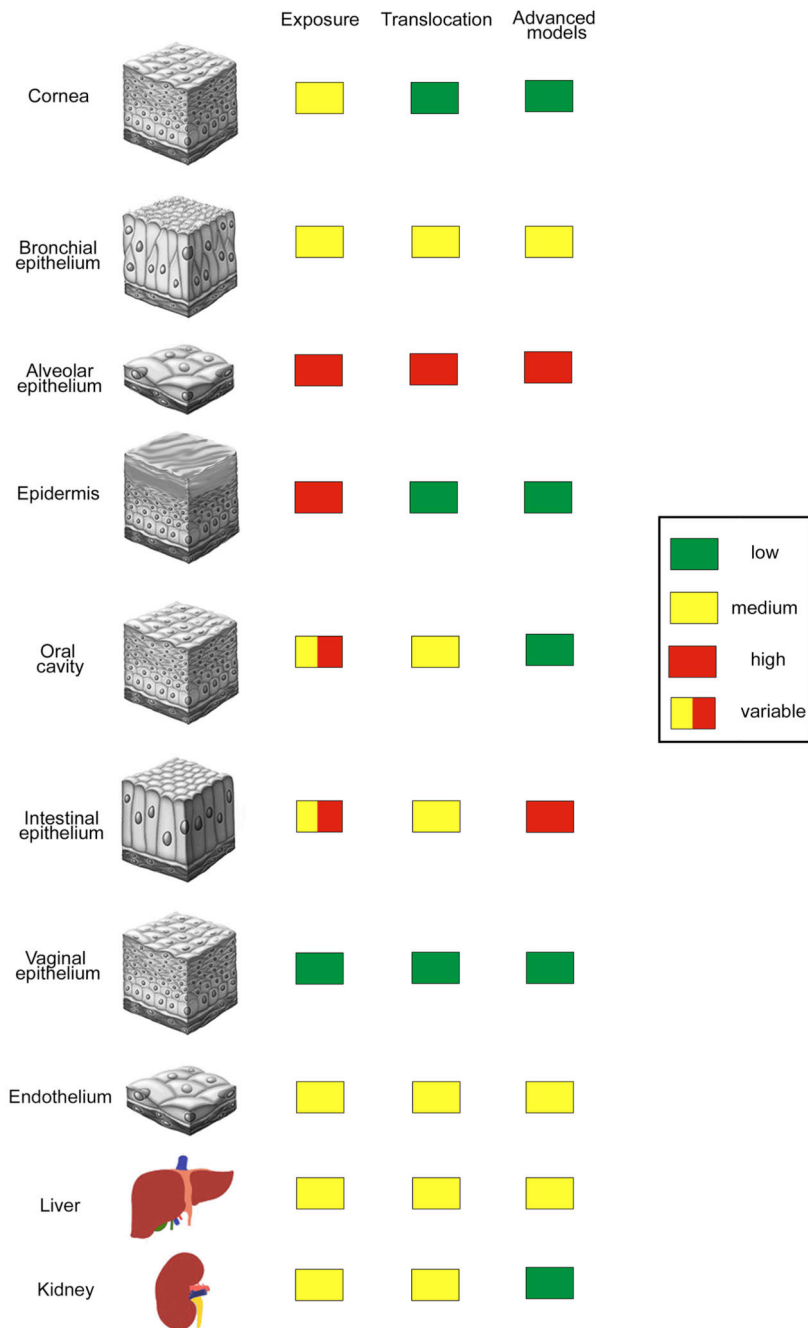 Exposure Translocation Advanced
models
Cornea
Bronchial
epithelium
Alveolar
epithelium
Epidermis
low
medium
high
variable
Oral
cavity
Intestinal
epithelium
Vaginal
epithelium
Endothelium
Liver
Kidney